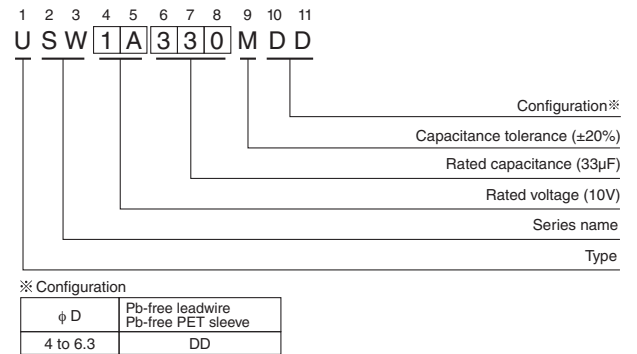 1 2 3 4 5 6 7 8 9 10 11
U S W 1 A 3 3 0 M D D
Configuration※
Capacitance tolerance (±20%)
Rated capacitance (33µF)
Rated voltage (10V)
Series name
Type
※ Configuration
ϕ D
Pb-free leadwire
Pb-free PET sleeve
4 to 6.3
DD